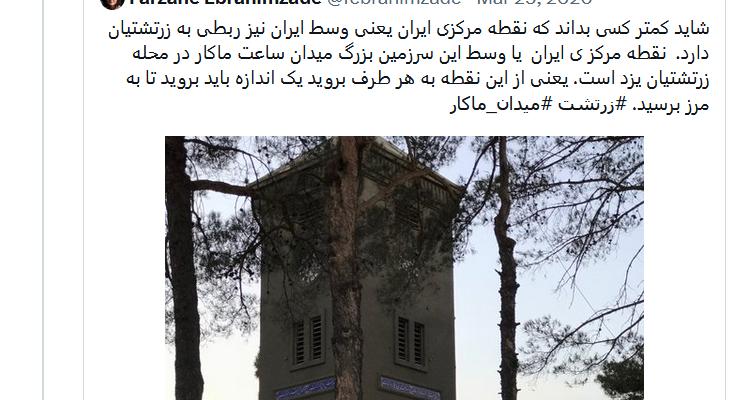 Farzane Ebrahimzade @febrahimzade · Mar 25, 2020
شاید کمتر کسی بداند که نقطه مرکزی ایران یعنی وسط ایران نیز ربطی به زرتشتیان
دارد. نقطه مرکز ی ایران یا وسط این سرزمین بزرگ میدان ساعت ماکار در محله
زرتشتیان یزد است. یعنی از این نقطه به هر طرف بروید یک اندازه باید بروید تا به
مرز برسید. #زرتشت #میدان_ماکار